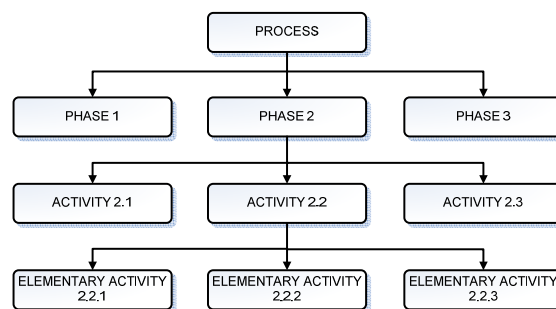 PROCESS
PHASE 1
PHASE 2
PHASE 3
ACTIVITY 2.1
ACTIVITY 2.2
ACTIVITY 2.3
ELEMENTARY ACTIVITY
2.2.1
ELEMENTARY ACTIVITY
2.2.2
ELEMENTARY ACTIVITY
2.2.3